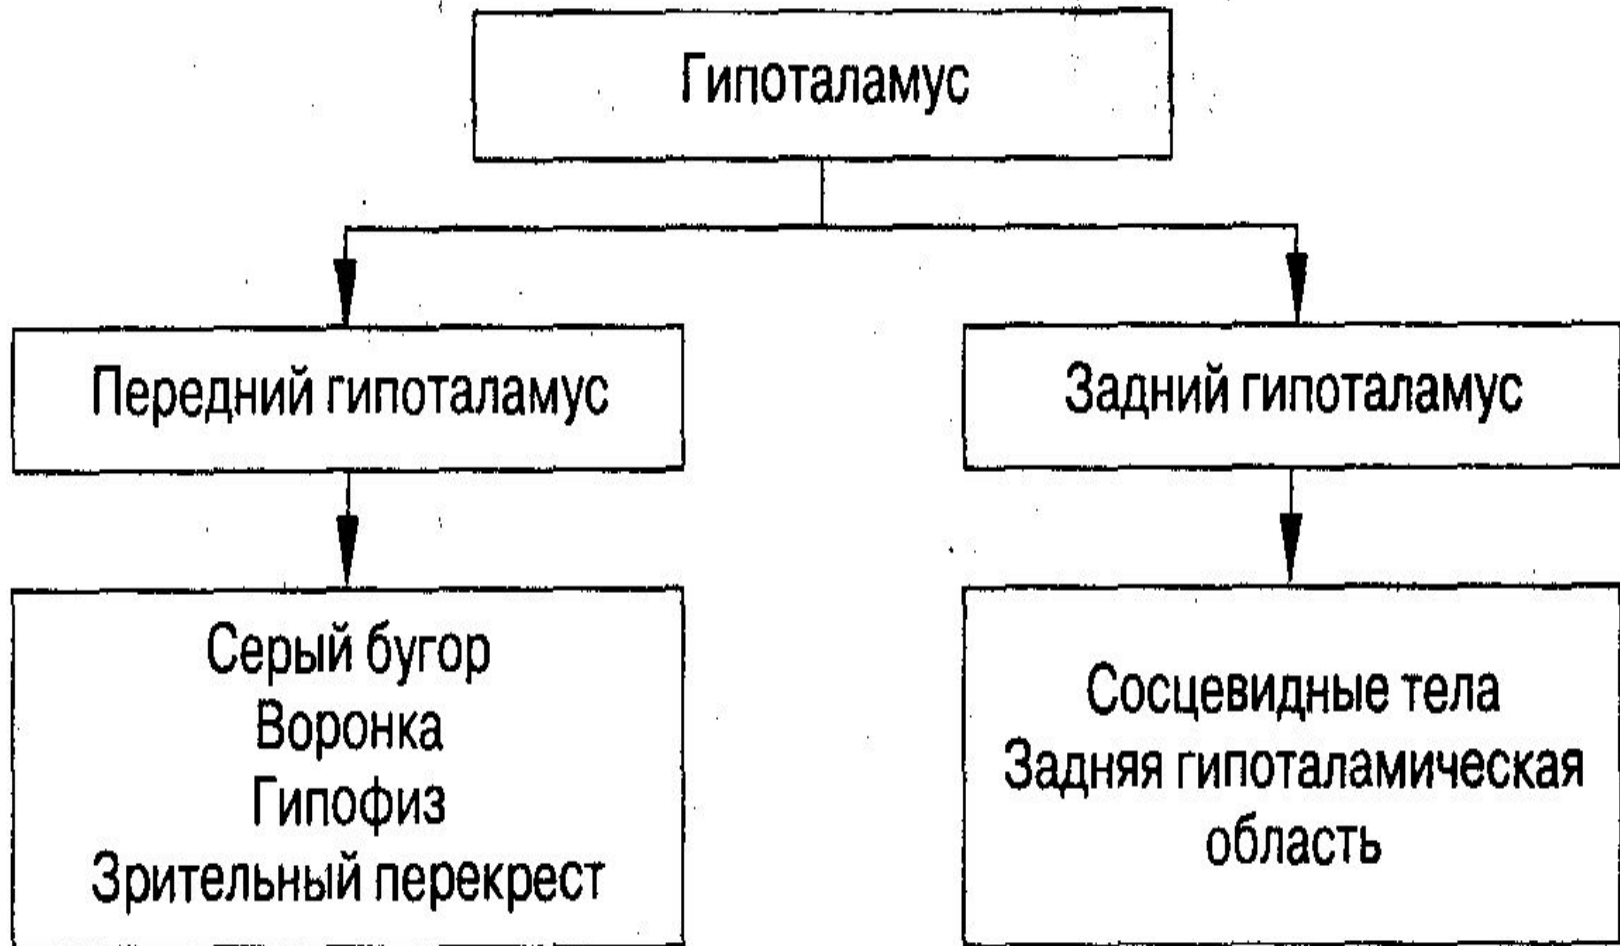 Гипоталамус
Передний гипоталамус
Задний гипоталамус
Серый бугор
Воронка
Гипофиз
Зрительный перекрест
Сосцевидные тела
Задняя гипоталамическая
область